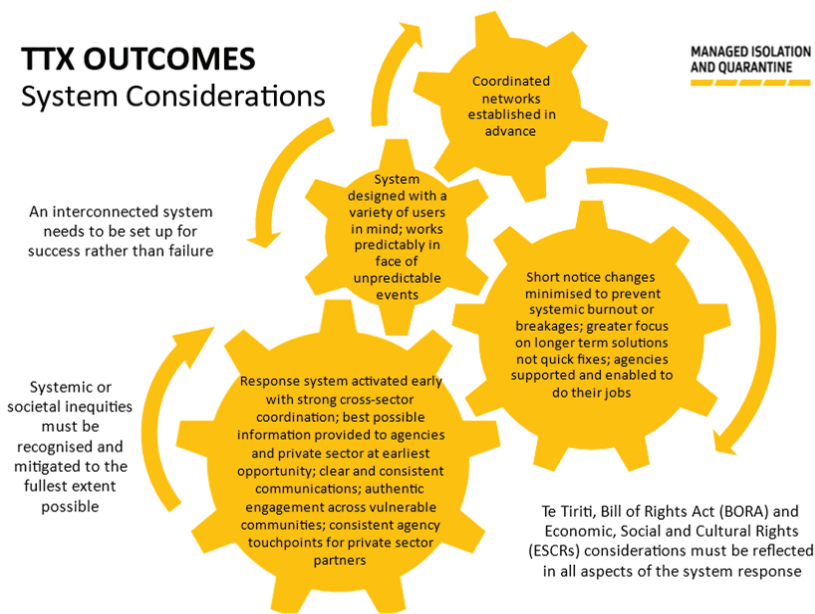 TTX OUTCOMES
System Considerations
MANAGED ISOLATION
AND QUARANTINE
Coordinated
networks
established in
advance
System
designed with a
variety of users
in mind; works
predictably in
face of
unpredictable
events
An interconnected system
needs to be set up for
success rather than failure
Short notice changes
minimised to prevent
systemic burnout or
breakages; greater focus
on longer term solutions
not quick fixes; agencies
supported and enabled to
do their jobs
Response system activated early
with strong cross-sector
coordination; best possible
information provided to agencies
and private sector at earliest
opportunity; clear and consistent
communications; authentic
engagement across vulnerable
communities; consistent agency
touchpoints for private sector
partners
Systemic or
societal inequities
must be
recognised and
mitigated to the
fullest extent
possible
Te Tiriti, Bill of Rights Act (BORA) and
Economic, Social and Cultural Rights
(ESCRs) considerations must be reflected
in all aspects of the system response